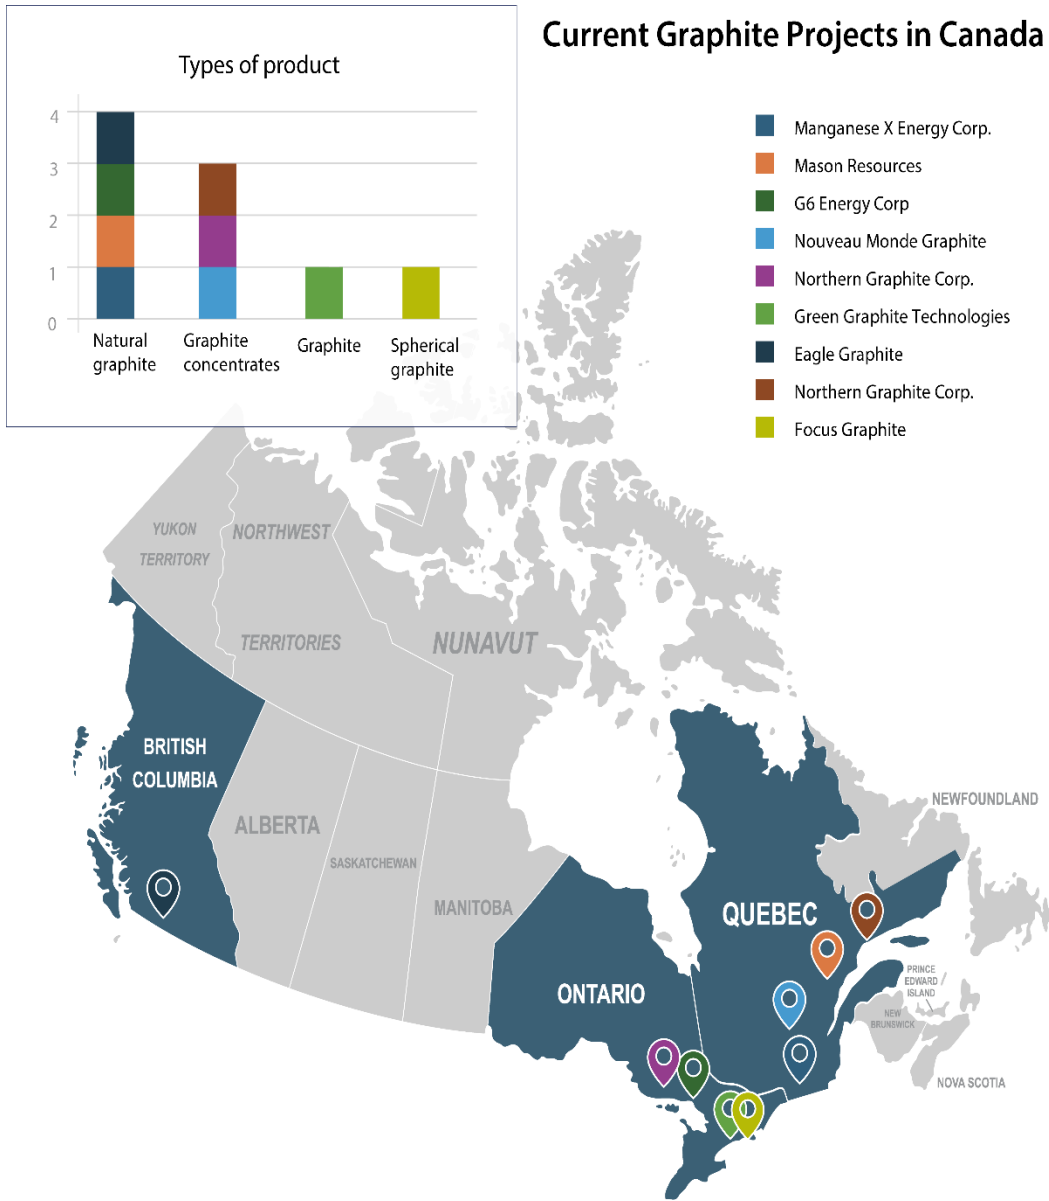 Current Graphite Projects in Canada
Types of product
4
3
2
1
0
Natural
graphite
Graphite
concentrates
Graphite
Spherical
graphite
Manganese X Energy Corp.
Mason Resources
G6 Energy Corp
Nouveau Monde Graphite
Northern Graphite Corp.
Green Graphite Technologies
Eagle Graphite
Northern Graphite Corp.
Focus Graphite
YUKON
TERRITORY
NORTHWEST
TERRITORIES
NUNAVUT
BRITISH
COLUMBIA
ALBERTA
SASKATCHEWAN
MANITOBA
ONTARIO
QUEBEC
NEWFOUNDLAND
PRINCE
EDWARD
ISLAND
NEW
BRUNSWICK
NOVA SCOTIA